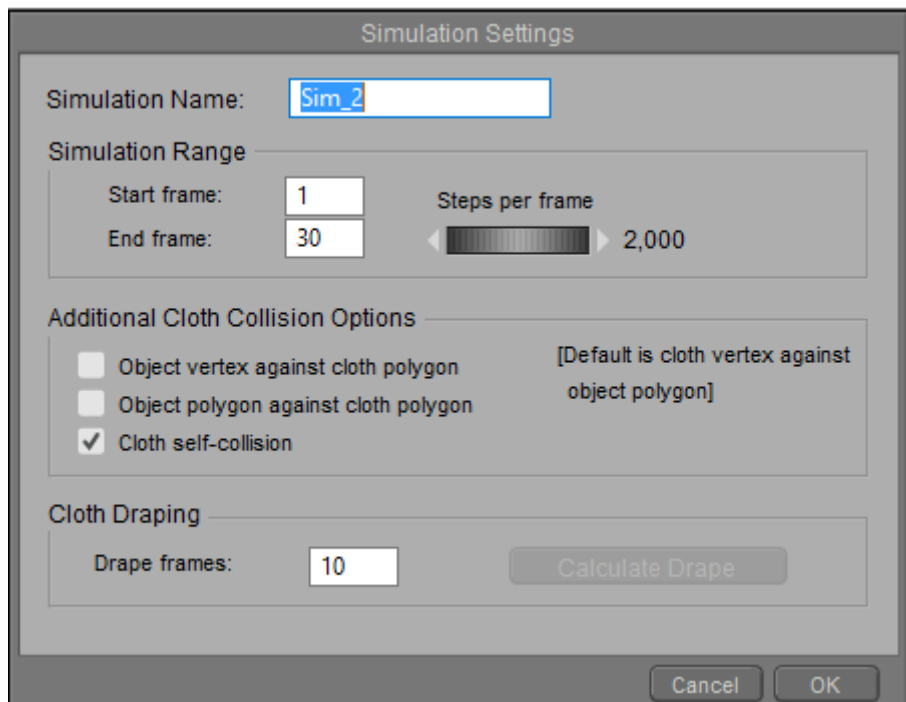 Simulation Settings
Simulation Name: Sim_2
Simulation Range
Start frame: 1
Steps per frame
End frame: 30
2,000
Additional Cloth Collision Options
Object vertex against cloth polygon
[Default is cloth vertex against
object polygon]
Object polygon against cloth polygon
Cloth self-collision
Cloth Draping
Drape frames: 10
Calculate Drape
Cancel OK